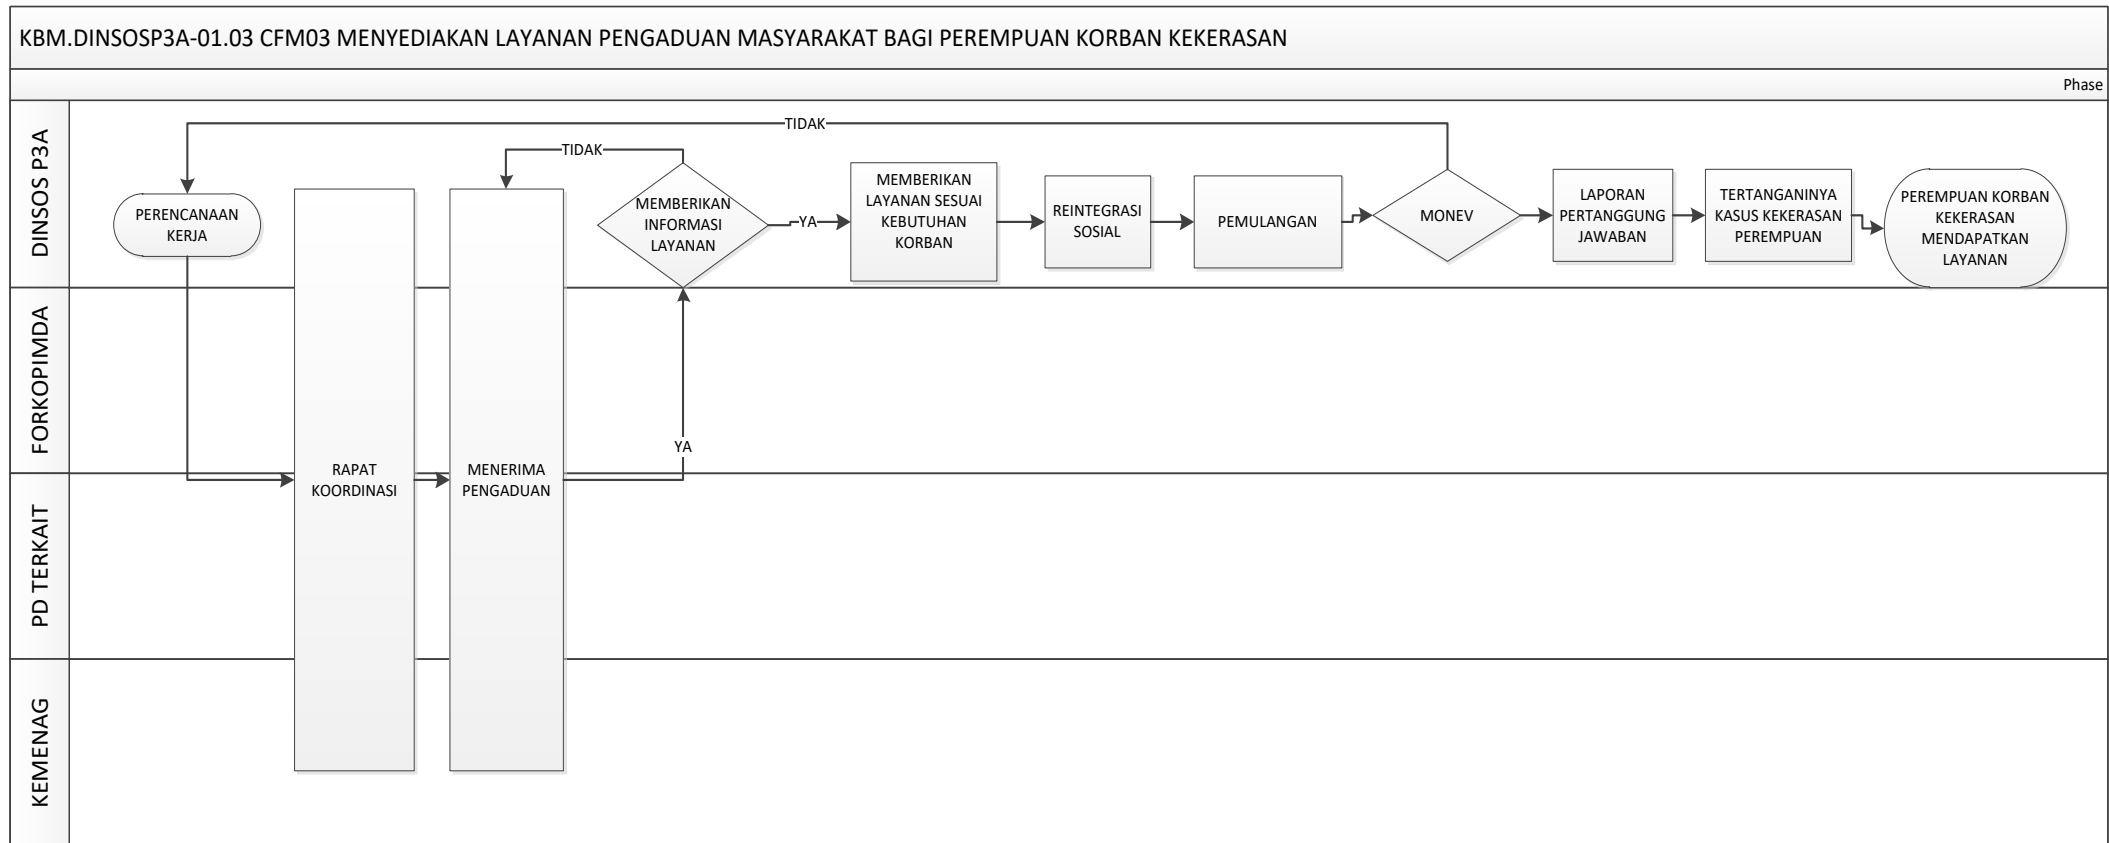 KBM.DINSOSP3A-01.03 CFM03 MENYEDIAKAN LAYANAN PENGADUAN MASYARAKAT BAGI PEREMPUAN KORBAN KEKERASAN
Phase
DINSOS P3A
TIDAK
TIDAK
PERENCANAAN
KERJA
MEMBERIKAN
INFORMASI
LAYANAN
YA
MEMBERIKAN
LAYANAN SESUAI
KEBUTUHAN
KORBAN
REINTEGRASI
SOSIAL
PEMULANGAN
MONEV
LAPORAN
PERTANGGUNG
JAWABAN
TERTANGANINYA
KASUS KEKERASAN
PEREMPUAN
PEREMPUAN KORBAN
KEKERASAN
MENDAPATKAN
LAYANAN
FORKOPIMDA
YA
RAPAT
KOORDINASI
MENERIMA
PENGADUAN
PD TERKAIT
KEMENAG